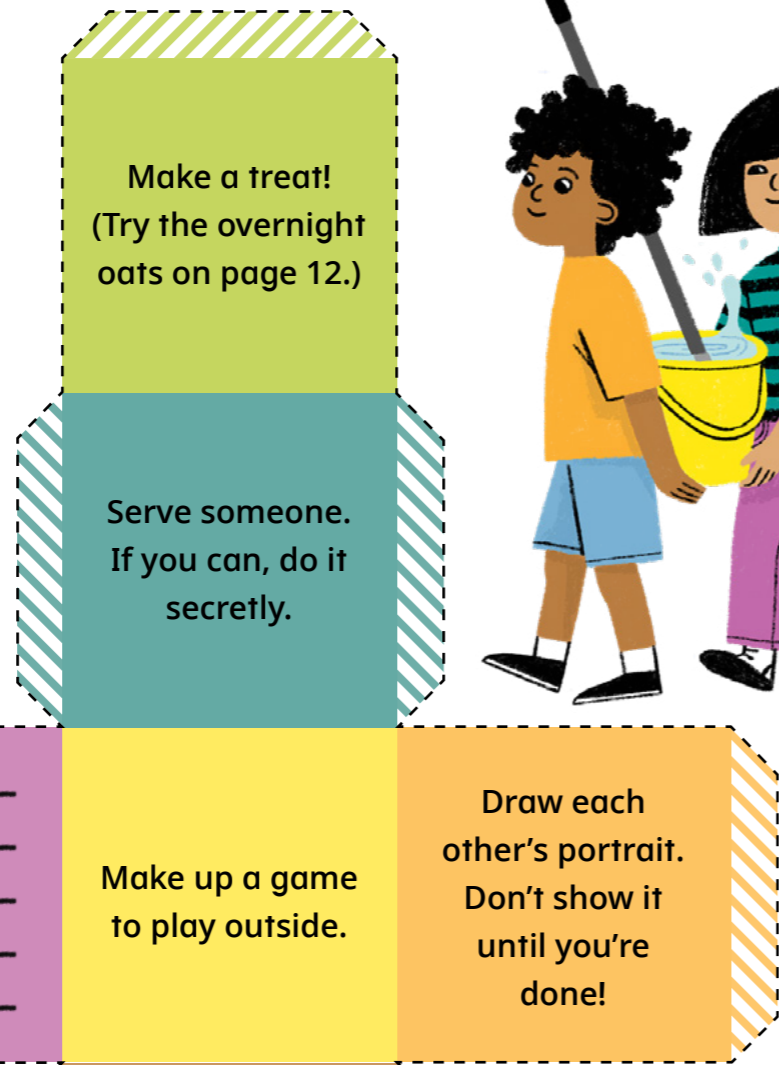 Make a treat!
(Try the overnight
oats on page 12.)
Serve someone.
If you can, do it
secretly.
Make up a game
to play outside.
Draw each
other’s portrait.
Don’t show it
until you’re
done!